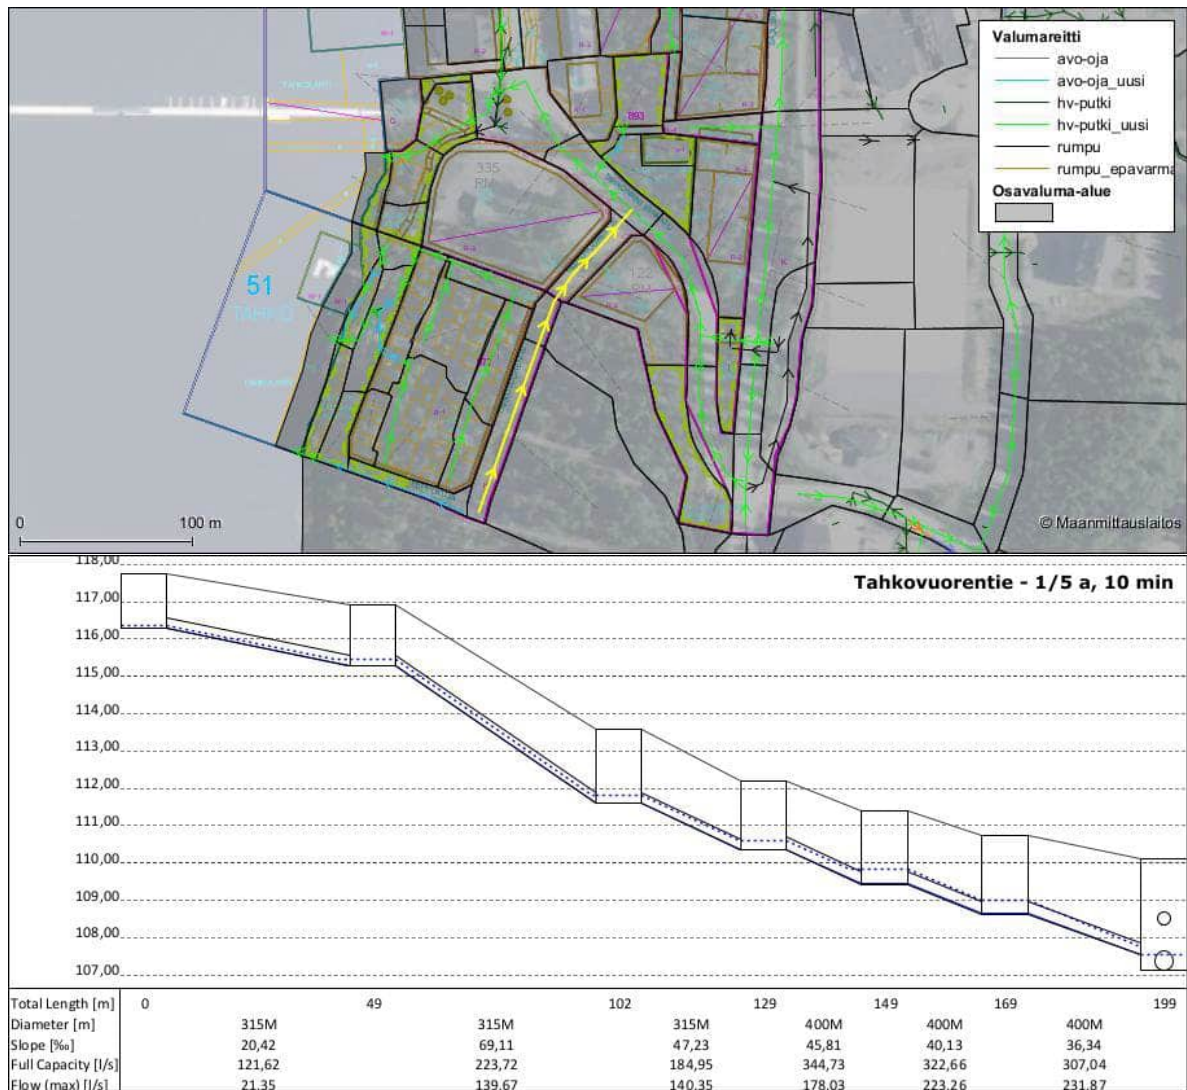 Valumareitti
avo-oja
avo-oja_uusi
hv-putki
hv-putki_uusi
rumpu
rumpu_epavarma
Osavaluma-alue
893
335
122
51
TAHKO
0 100 m
© Maanmittauslaitos
Tahkovuorentie - 1/5 a, 10 min
118,00
117,00
116,00
115,00
114,00
113,00
112,00
111,00
110,00
109,00
108,00
107,00
Total Length [m] 0 49 102 129 149 169 199
Diameter [m] 315M 315M 315M 400M 400M 400M
Slope [‰] 20,42 69,11 47,23 45,81 40,13 36,34
Full Capacity [l/s] 121,62 223,72 184,95 344,73 322,66 307,04
Flow (max) [l/s] 21,35 139,67 140,35 178,03 223,26 231,87